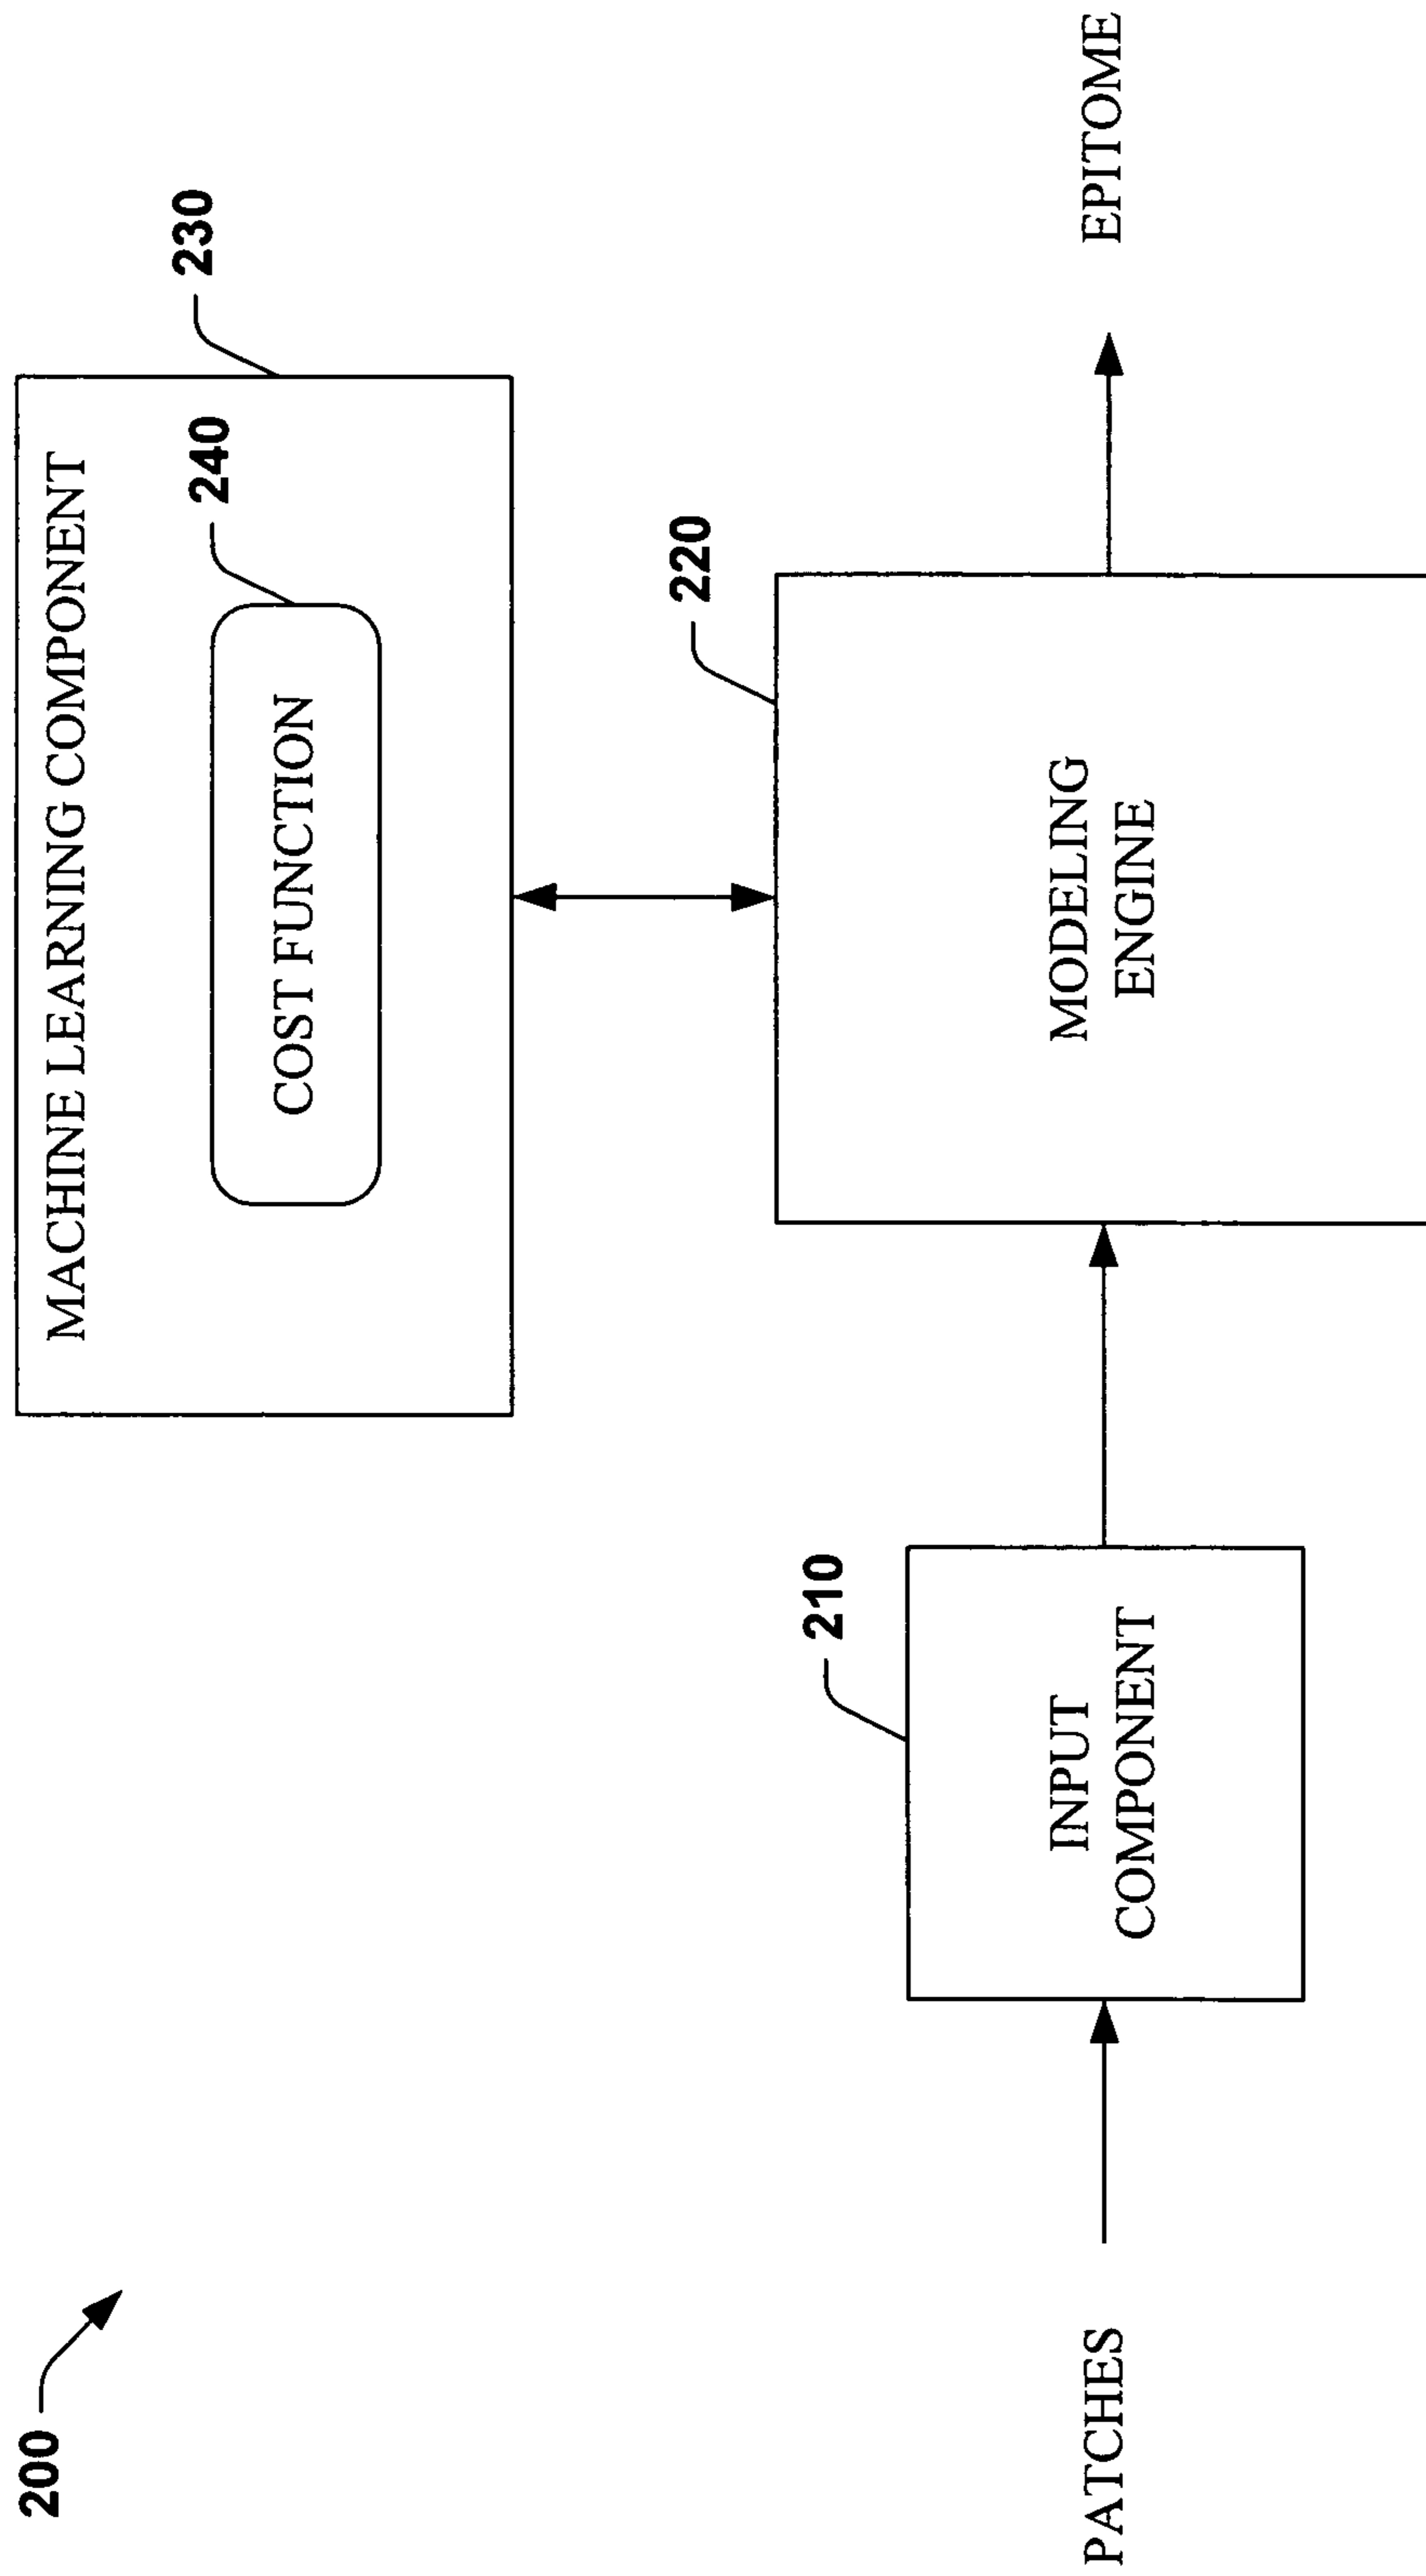 200
MACHINE LEARNING COMPONENT
230
COST FUNCTION
240
220
MODELING
ENGINE
210
INPUT
COMPONENT
PATCHES
EPITOME